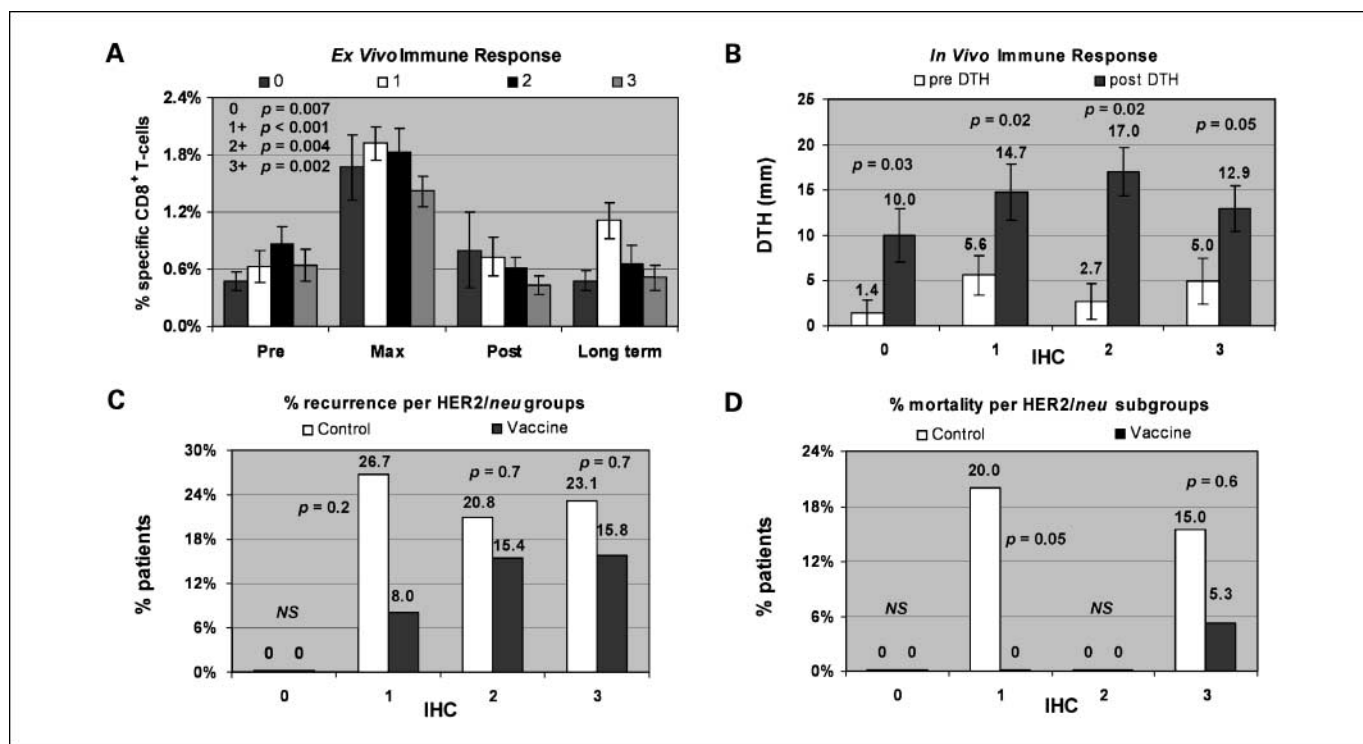 A
Ex Vivo Immune Response
0 1 2 3
2.4%
1.8%
1.2%
0.6%
0.0%
% specific CD8+ T-cells
0 p = 0.007
1+ p < 0.001
2+ p = 0.004
3+ p = 0.002
Pre Max Post Long term
B
In Vivo Immune Response
pre DTH post DTH
26
20
15
10
5
0
DTH (mm)
p = 0.03
p = 0.02
p = 0.02
p = 0.05
1.4 10.0
5.6 14.7
2.7 17.0
5.0 12.9
0 1 2 3
IHC
C
% recurrence per HER2/neu groups
Control Vaccine
30%
24%
18%
12%
6%
0%
% patients
NS
p = 0.2
p = 0.7
p = 0.7
0 0
26.7 8.0
20.8 15.4
23.1 15.8
0 1 2 3
IHC
D
% mortality per HER2/neu subgroups
Control Vaccine
24%
18%
12%
6%
0%
% patients
NS
p = 0.05
NS
p = 0.6
0 0
20.0 0
0 0
15.0 5.3
0 1 2 3
IHC